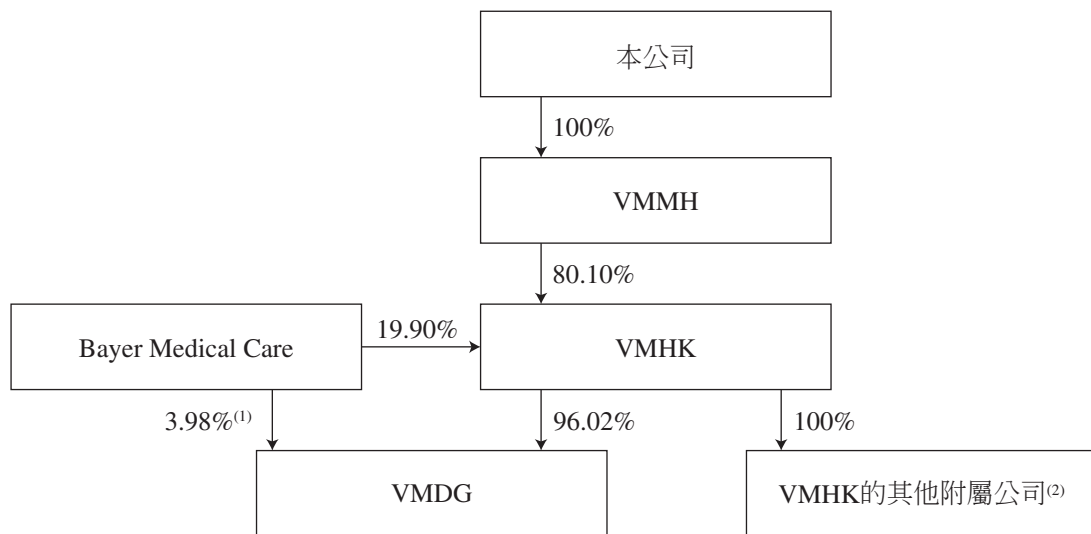 本公司
100%
VMMH
80.10%
Bayer Medical Care
19.90%
VMHK
3.98%(1)
96.02%
100%
VMDG
VMHK的其他附屬公司(2)